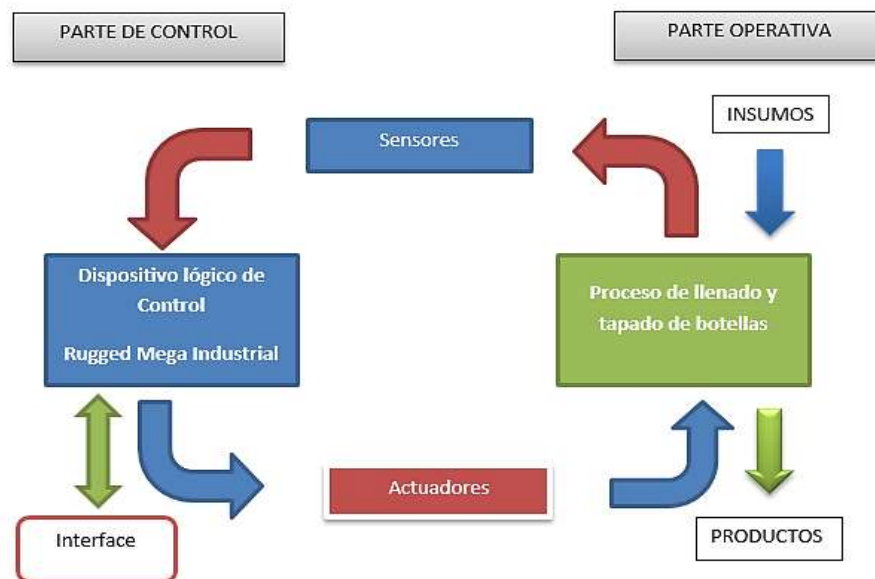 PARTE DE CONTROL
PARTE OPERATIVA
INSUMOS
Sensores
Dispositivo lógico de
Control
Rugged Mega Industrial
Proceso de llenado y
tapado de botellas
Actuadores
Interface
PRODUCTOS